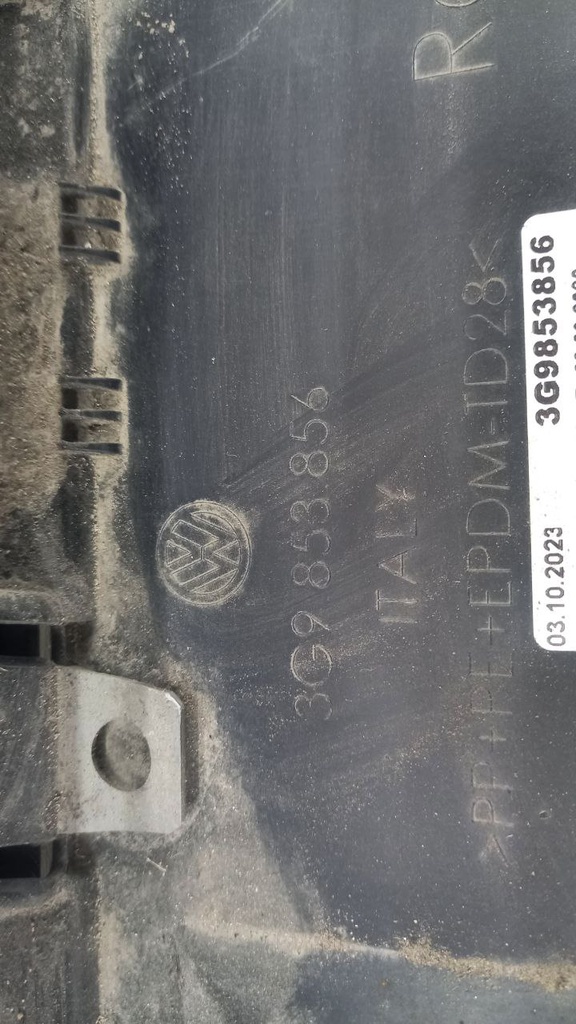 3G9 853 856
ITALY
>PP+PE+EPDM-TD28<
3G9853856
03.10.2023